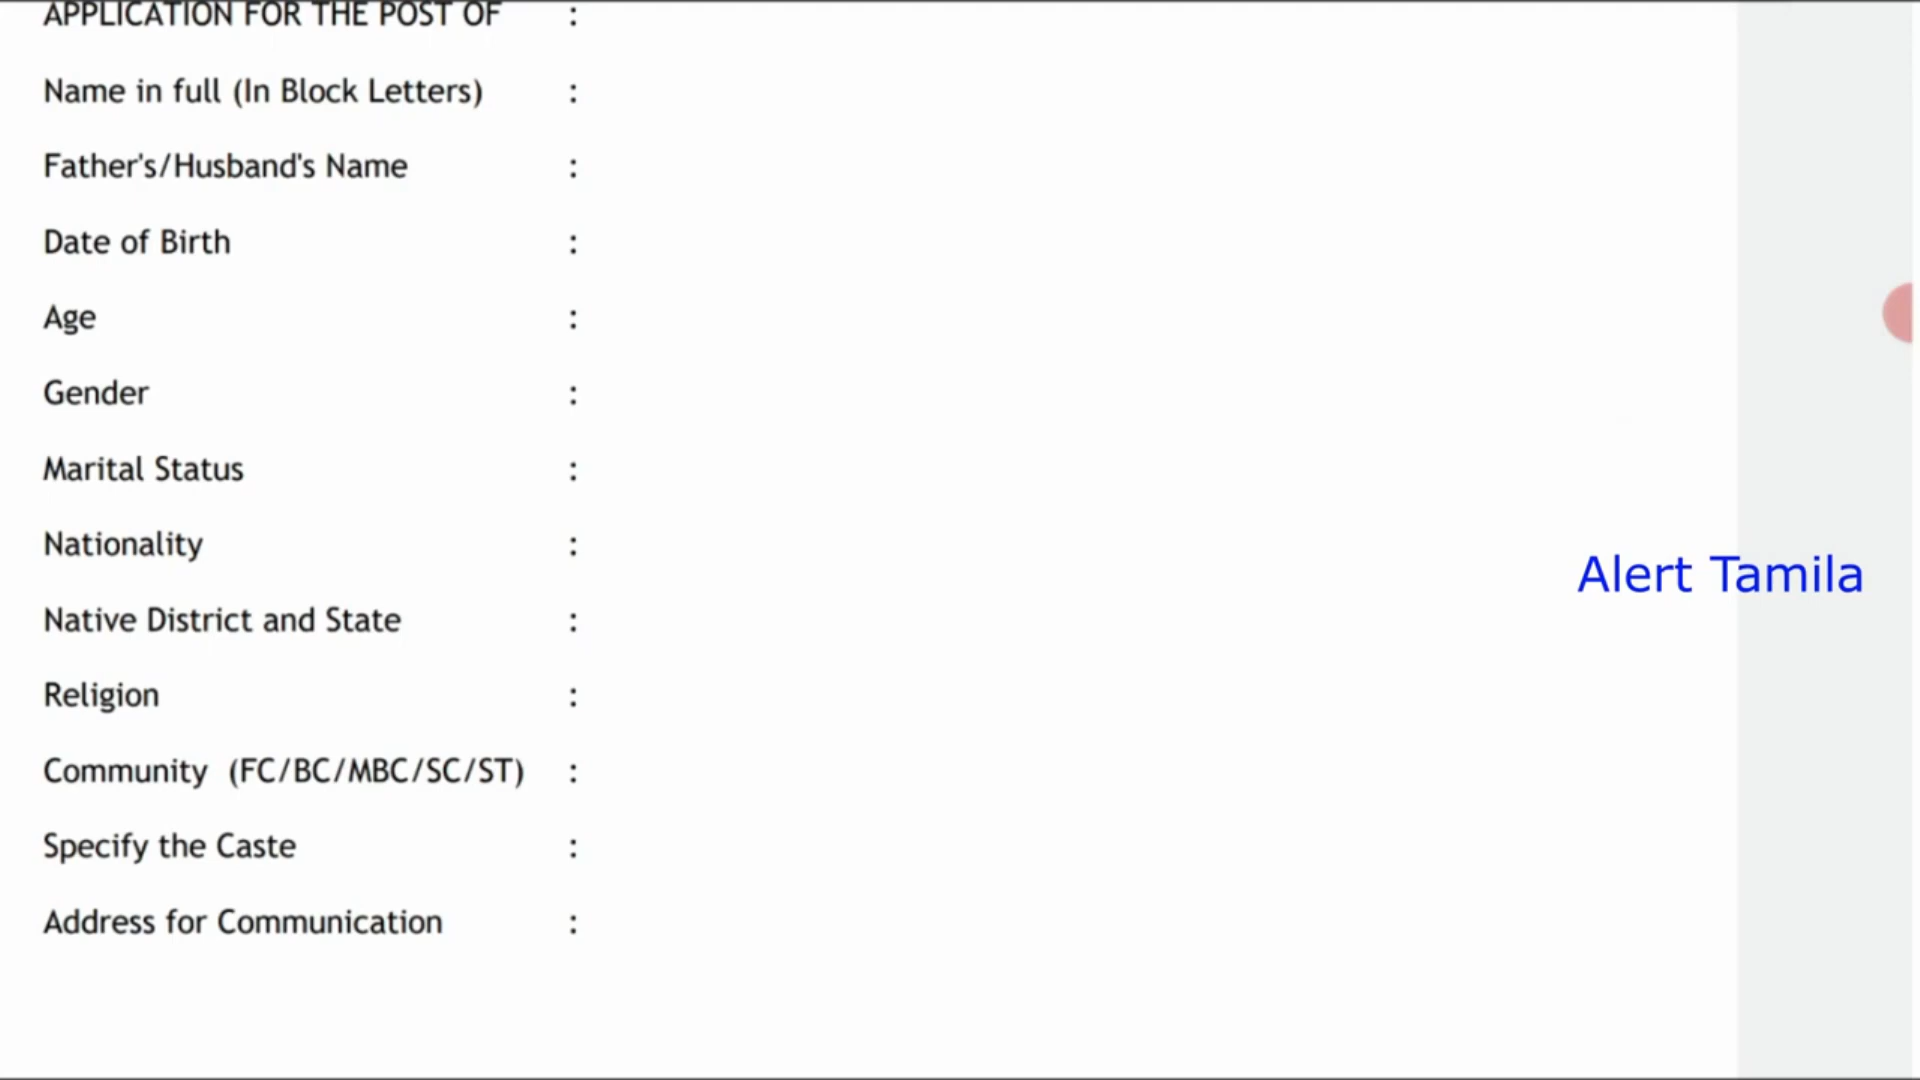 APPLICATION FOR THE POST OF :
Name in full (In Block Letters) :
Father's/Husband's Name :
Date of Birth :
Age :
Gender :
Marital Status :
Nationality :
Native District and State :
Religion :
Community (FC/BC/MBC/SC/ST) :
Specify the Caste :
Address for Communication :
Alert Tamila